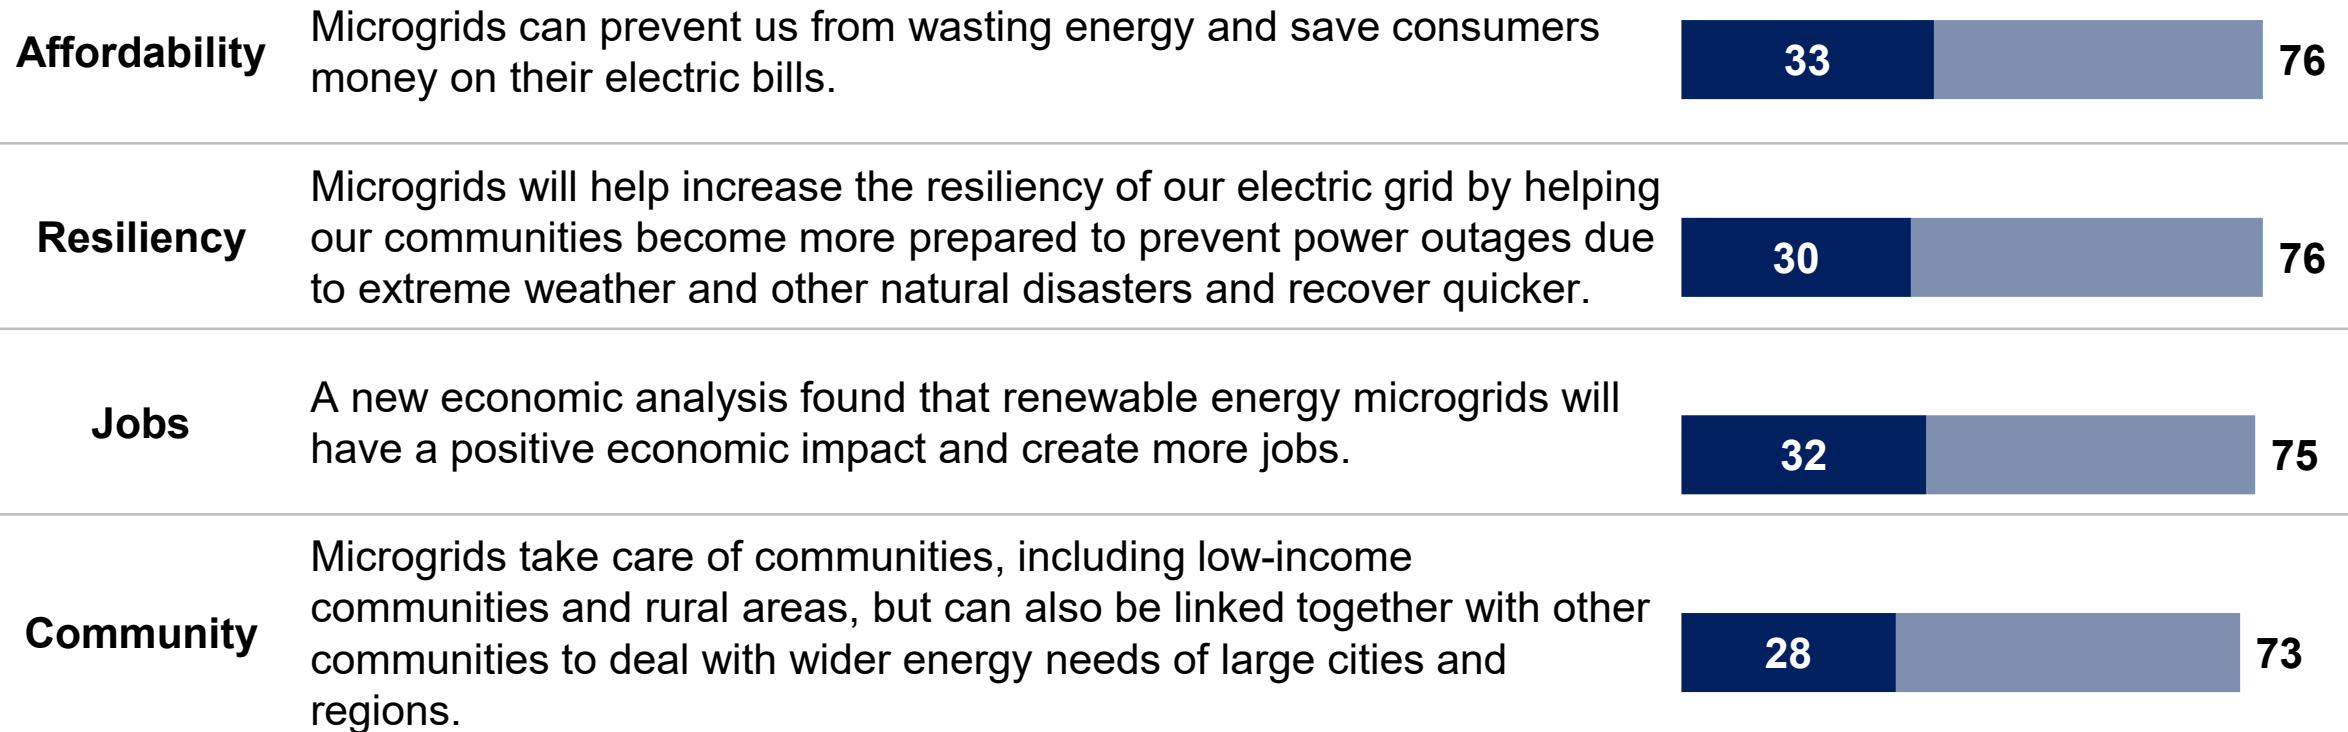 Affordability
Microgrids can prevent us from wasting energy and save consumers
money on their electric bills.
33
76
Resiliency
Microgrids will help increase the resiliency of our electric grid by helping
our communities become more prepared to prevent power outages due
to extreme weather and other natural disasters and recover quicker.
30
76
Jobs
A new economic analysis found that renewable energy microgrids will
have a positive economic impact and create more jobs.
32
75
Community
Microgrids take care of communities, including low-income
communities and rural areas, but can also be linked together with other
communities to deal with wider energy needs of large cities and
regions.
28
73